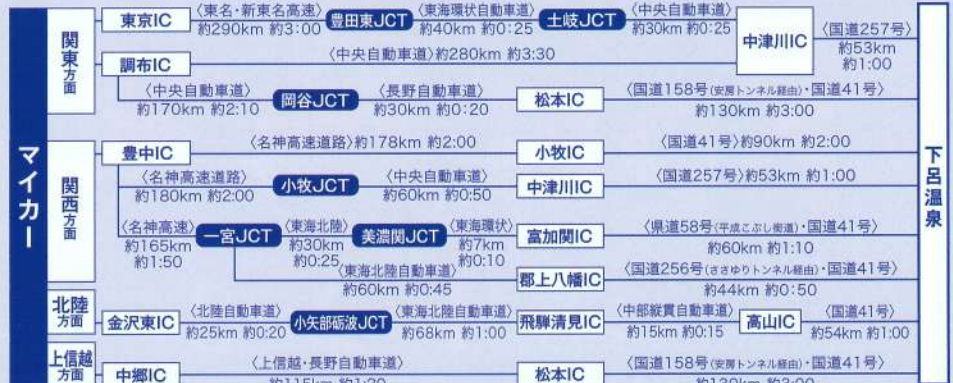 マイカー
関東方面
東京IC
〈東名・新東名高速〉
約290km 約3:00
豊田東JCT
〈東海環状自動車道〉
約40km 約0:25
土岐JCT
〈中央自動車道〉
約30km 約0:25
中津川IC
〈国道257号〉
約53km
約1:00
調布IC
〈中央自動車道〉約280km 約3:30
〈中央自動車道〉
約170km 約2:10
岡谷JCT
〈長野自動車道〉
約30km 約0:20
松本IC
〈国道158号(安房トンネル経由)・国道41号〉
約130km 約3:00
関西方面
豊中IC
〈名神高速道路〉約178km 約2:00
小牧IC
〈国道41号〉約90km 約2:00
〈名神高速道路〉
約180km 約2:00
小牧JCT
〈中央自動車道〉
約60km 約0:50
中津川IC
〈国道257号〉約53km 約1:00
〈名神高速〉
約165km
約1:50
一宮JCT
〈東海北陸〉
約30km
約0:25
美濃関JCT
〈東海環状〉
約7km
約0:10
富加関IC
〈県道58号(平成こぶし街道)・国道41号〉
約60km 約1:10
〈東海北陸自動車道〉
約60km 約0:45
郡上八幡IC
〈国道256号(ささゆりトンネル経由)・国道41号〉
約44km 約0:50
北陸方面
金沢東IC
〈北陸自動車道〉
約25km 約0:20
小矢部砺波JCT
〈東海北陸自動車道〉
約68km 約1:00
飛騨清見IC
〈中部縦貫自動車道〉
約15km 約0:15
高山IC
〈国道41号〉
約54km 約1:00
上信越方面
中郷IC
〈上信越・長野自動車道〉
約115km 約1:20
松本IC
〈国道158号(安房トンネル経由)・国道41号〉
約130km 約3:00
下呂温泉